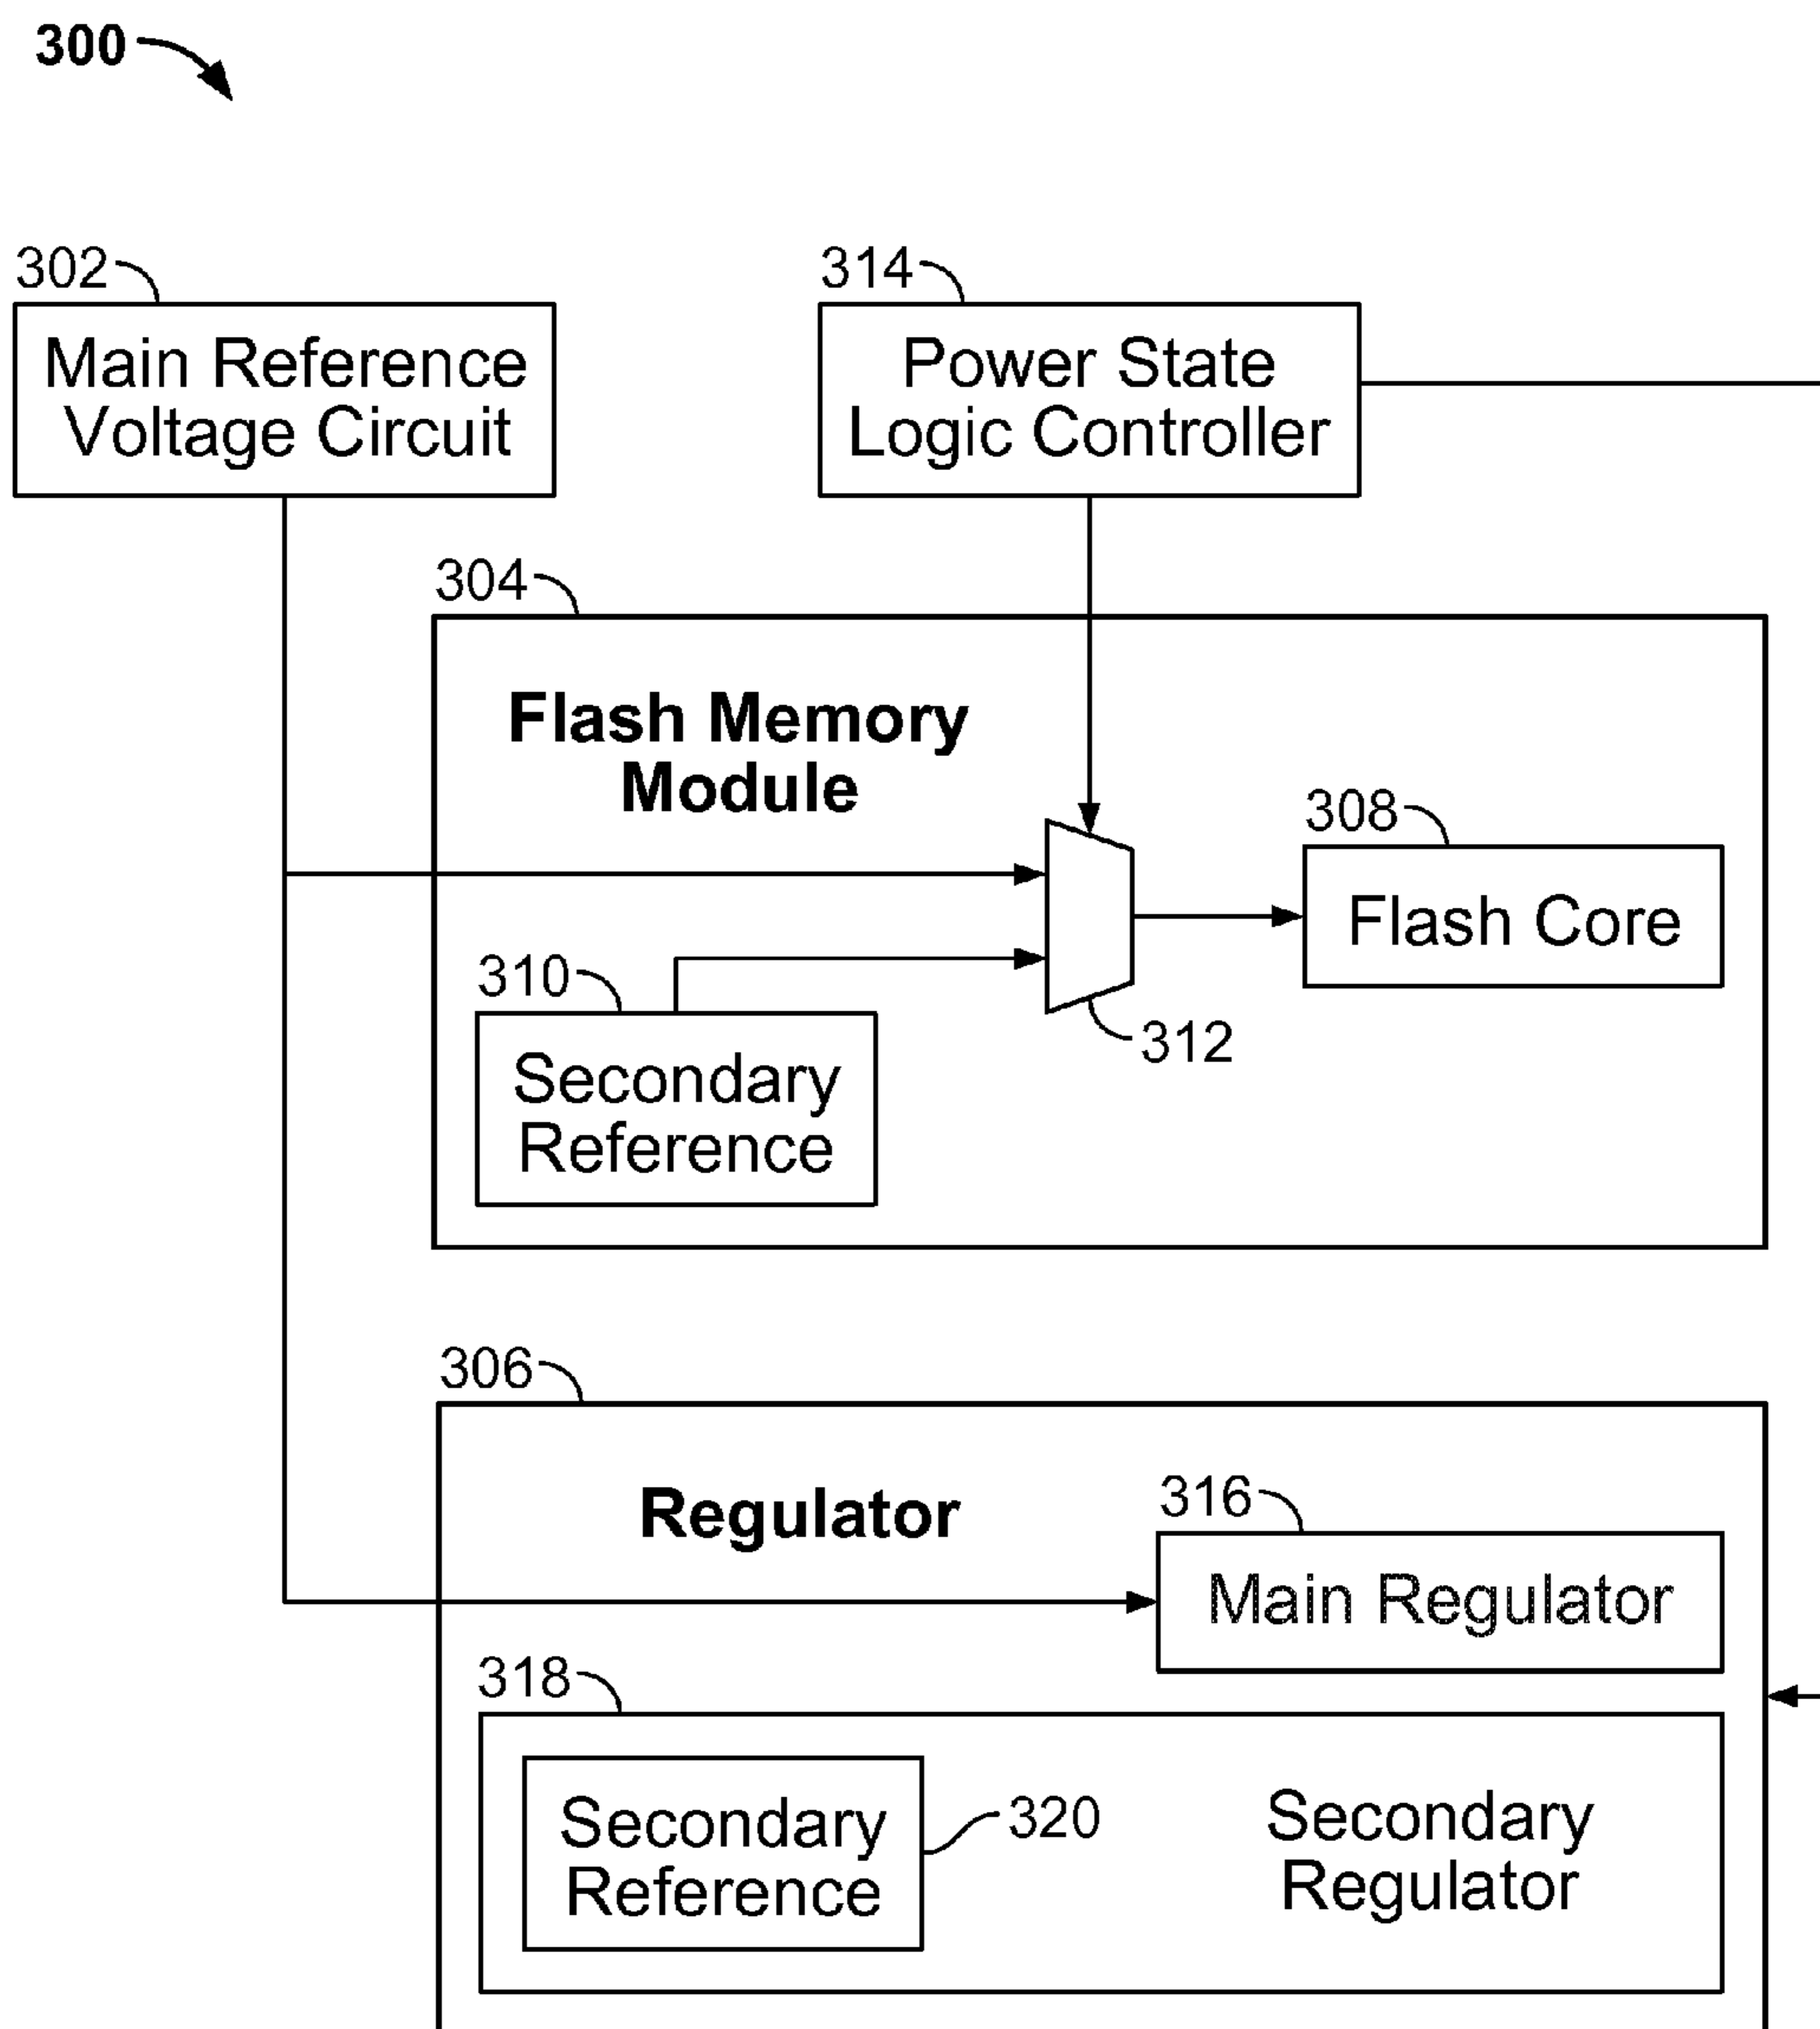 300
302
Main Reference
Voltage Circuit
314
Power State
Logic Controller
304
Flash Memory
Module
308
Flash Core
310
Secondary
Reference
312
306
Regulator
316
Main Regulator
318
Secondary
Reference
320
Secondary
Regulator